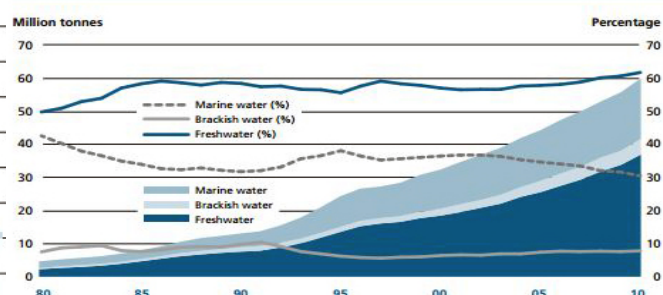 Million tonnes Percentage
70 70
60 60
50 50
Marine water (%)
Brackish water (%)
40 Freshwater (%) 40
30 30
Marine water
Brackish water
20 20
Freshwater
10 10
0 0
80 85 90 95 00 05 10